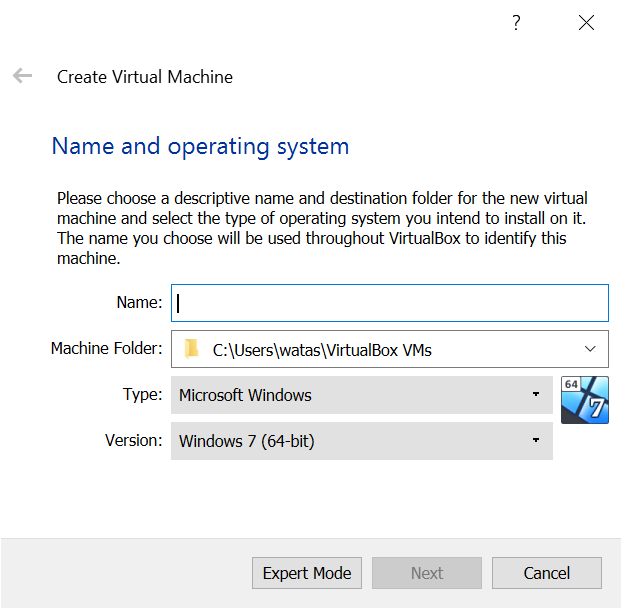 ?
Create Virtual Machine
Name and operating system
Please choose a descriptive name and destination folder for the new virtual
machine and select the type of operating system you intend to install on it.
The name you choose will be used throughout VirtualBox to identify this
machine.
Name:
Machine Folder: C:\Users\watas\VirtualBox VMs
Type: Microsoft Windows
64
7
Version: Windows 7 (64-bit)
Expert Mode Next Cancel